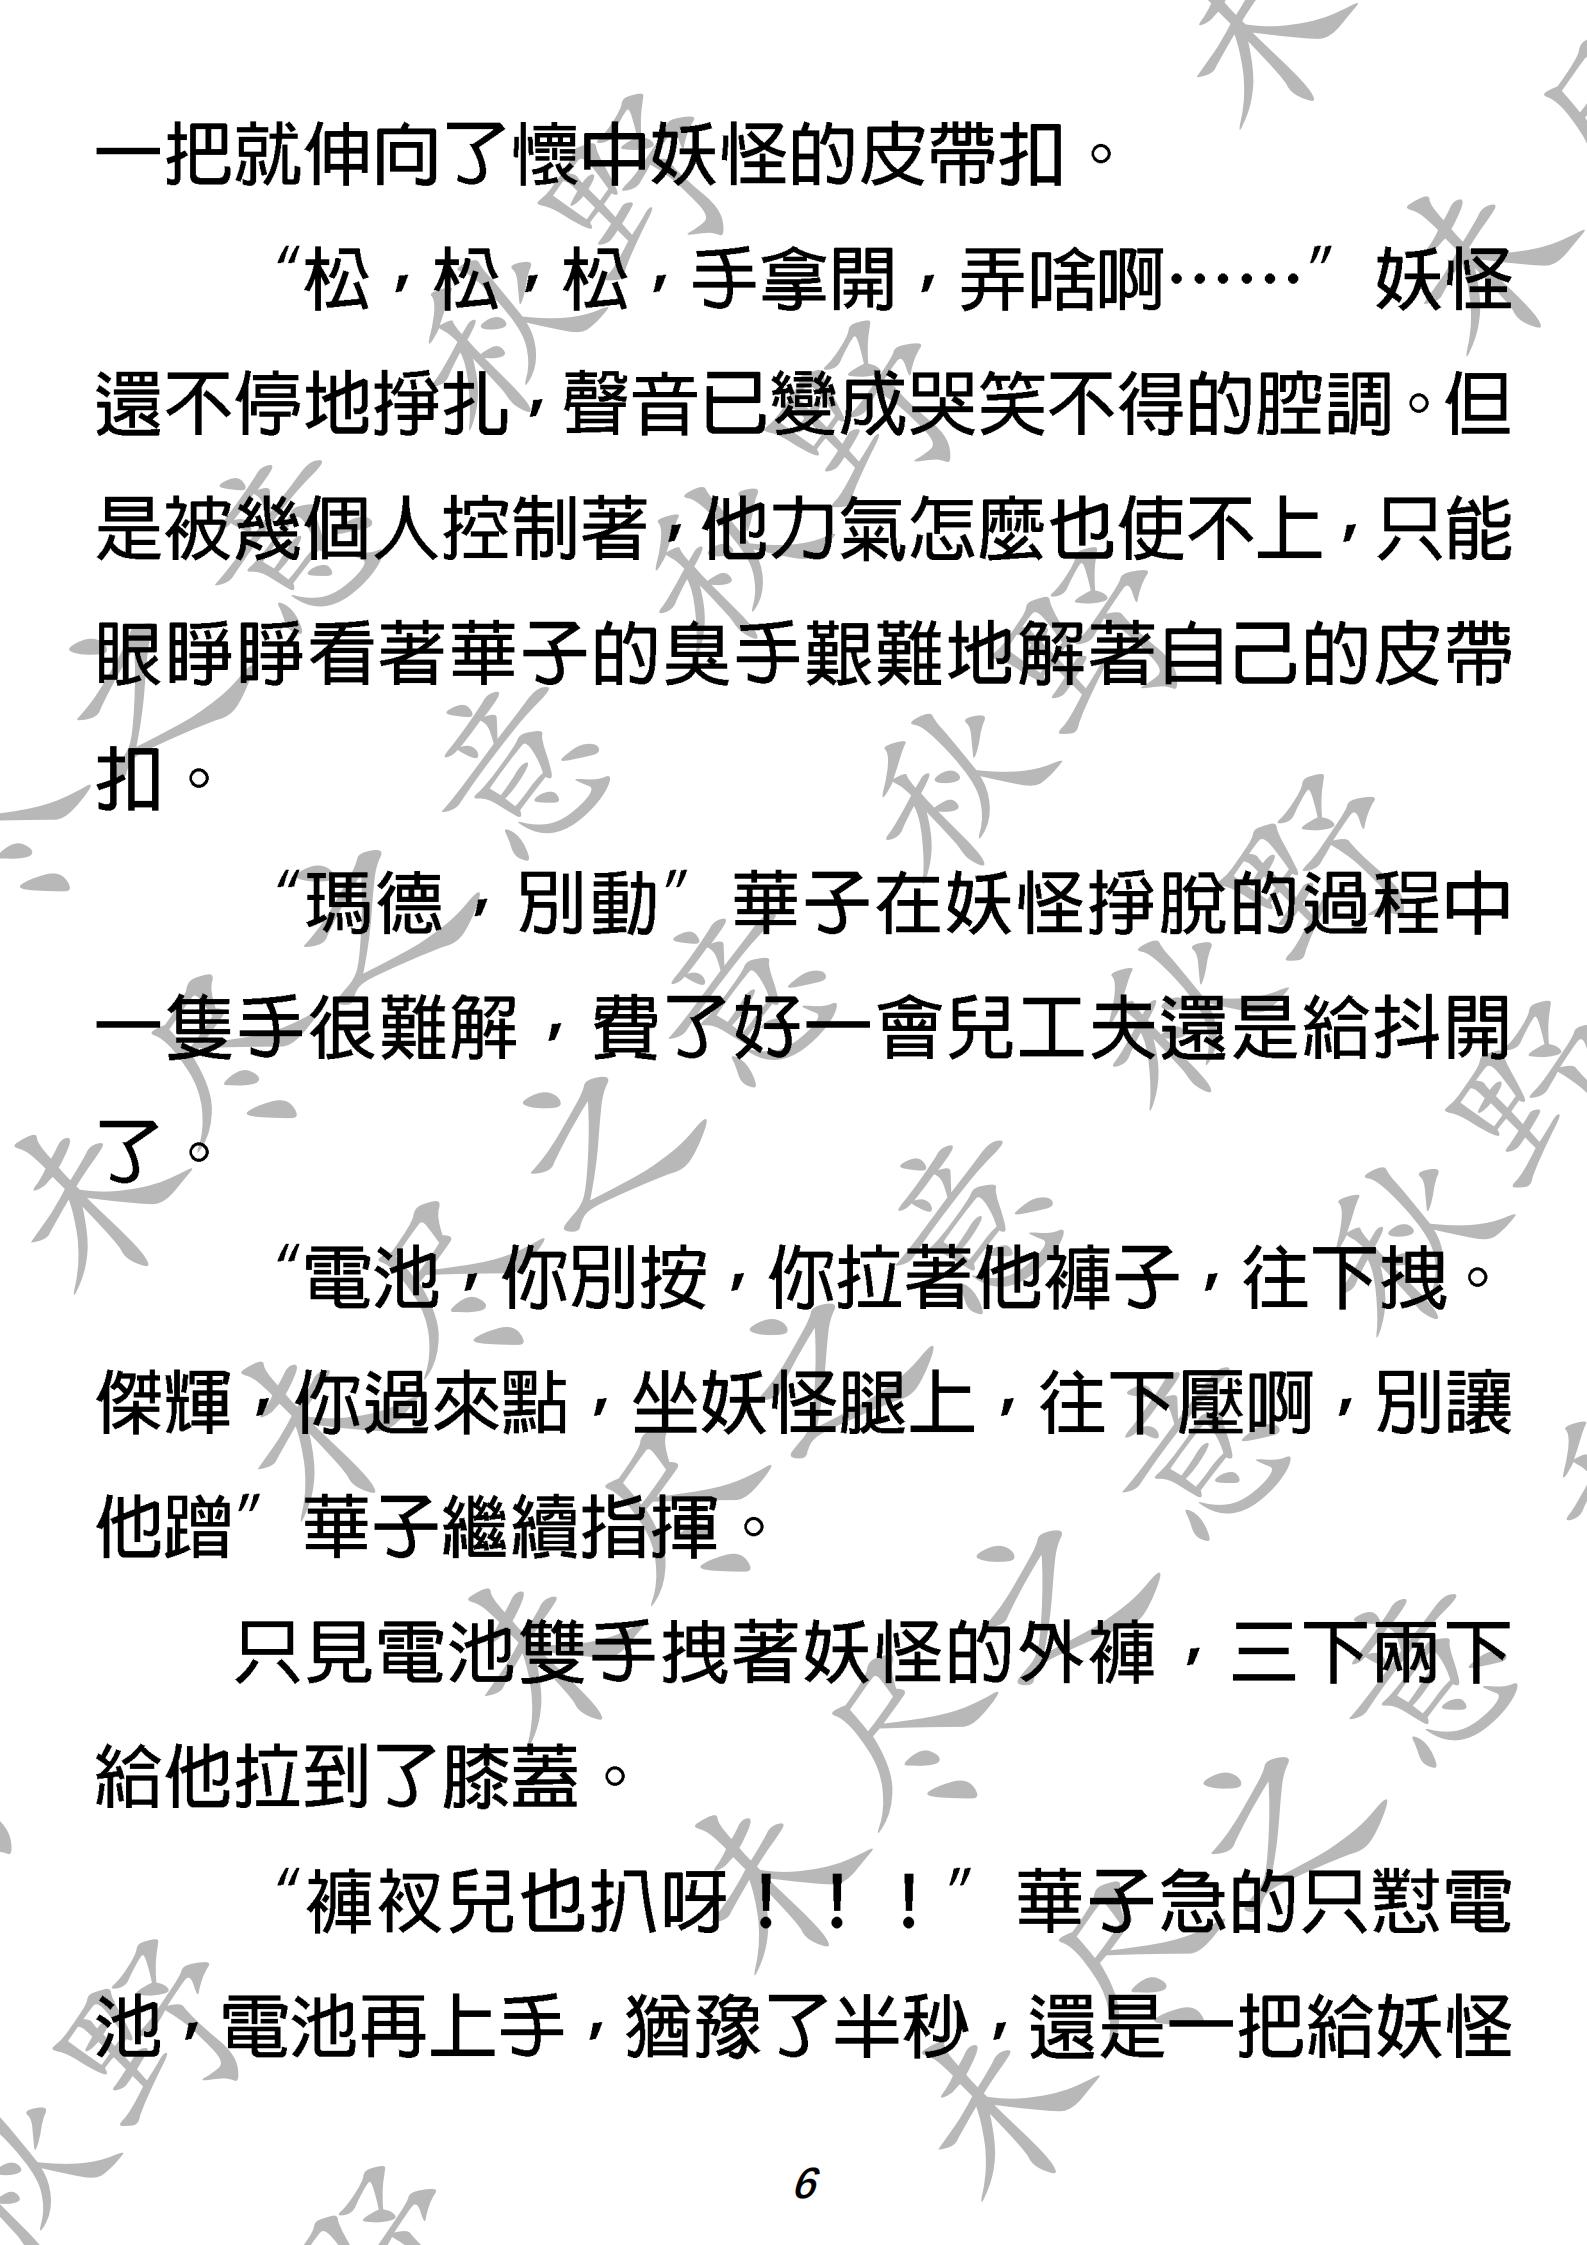 一把就伸向了懷中妖怪的皮帶扣。
“松，松，松，手拿開，弄啥啊……”妖怪
還不停地掙扎，聲音已變成哭笑不得的腔調。但
是被幾個人控制著，他力氣怎麼也使不上，只能
眼睜睜看著華子的臭手艱難地解著自己的皮帶
扣。
“瑪德，別動”華子在妖怪掙脫的過程中
一隻手很難解，費了好一會兒工夫還是給抖開
了。
“電池，你別按，你拉著他褲子，往下拽。
傑輝，你過來點，坐妖怪腿上，往下壓啊，別讓
他蹭”華子繼續指揮。
只見電池雙手拽著妖怪的外褲，三下兩下
給他拉到了膝蓋。
“褲衩兒也扒呀！！！”華子急的只懟電
池，電池再上手，猶豫了半秒，還是一把給妖怪
6
未尽之意 秋野